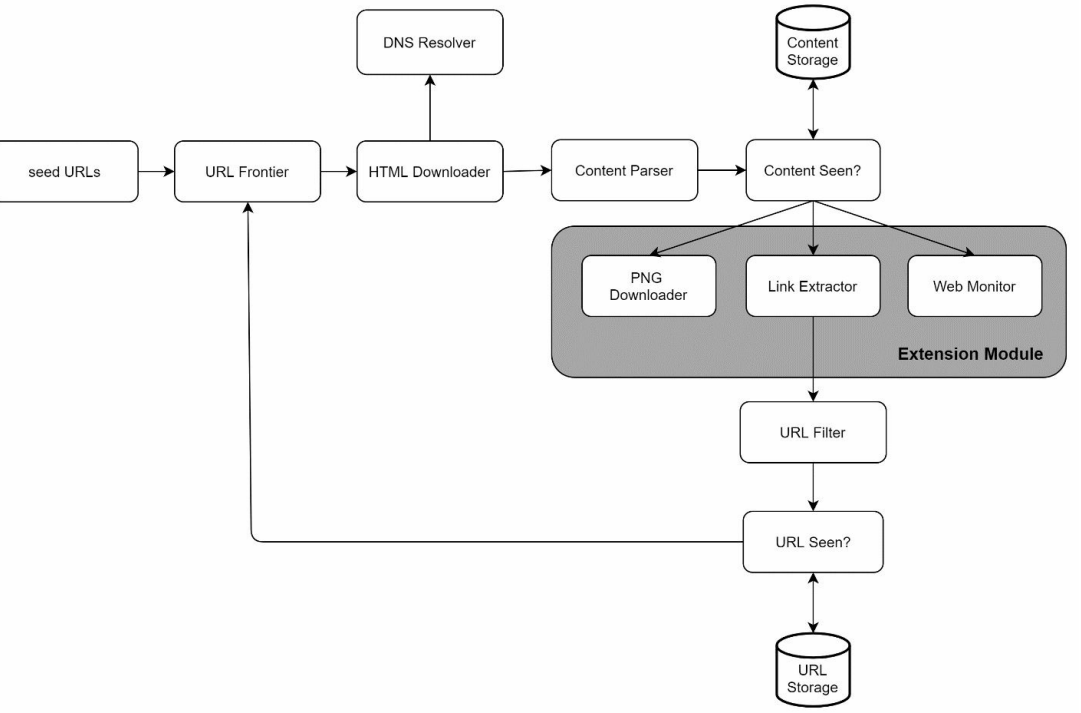 DNS Resolver
Content
Storage
seed URLs
URL Frontier
HTML Downloader
Content Parser
Content Seen?
PNG
Downloader
Link Extractor
Web Monitor
Extension Module
URL Filter
URL Seen?
URL
Storage